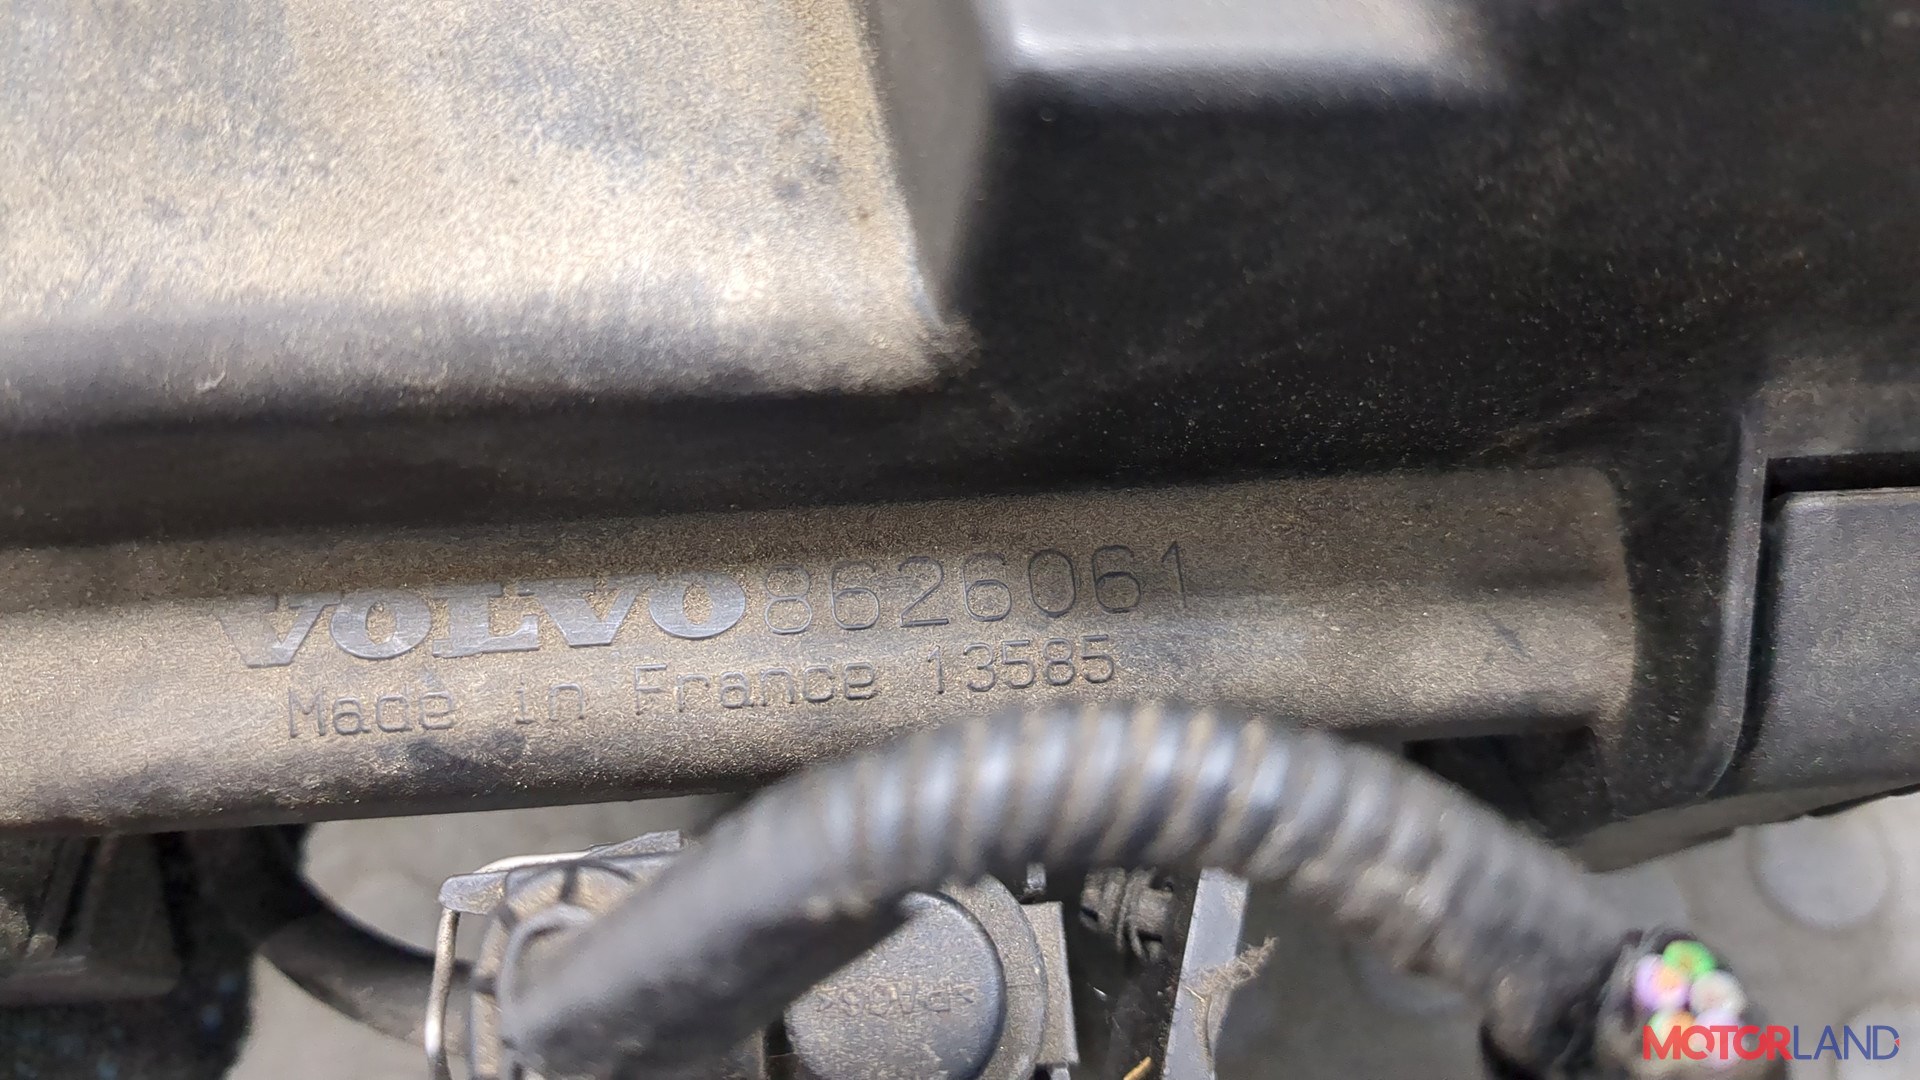 VOLVO 8626061
Made in France 13585
MOTORLAND